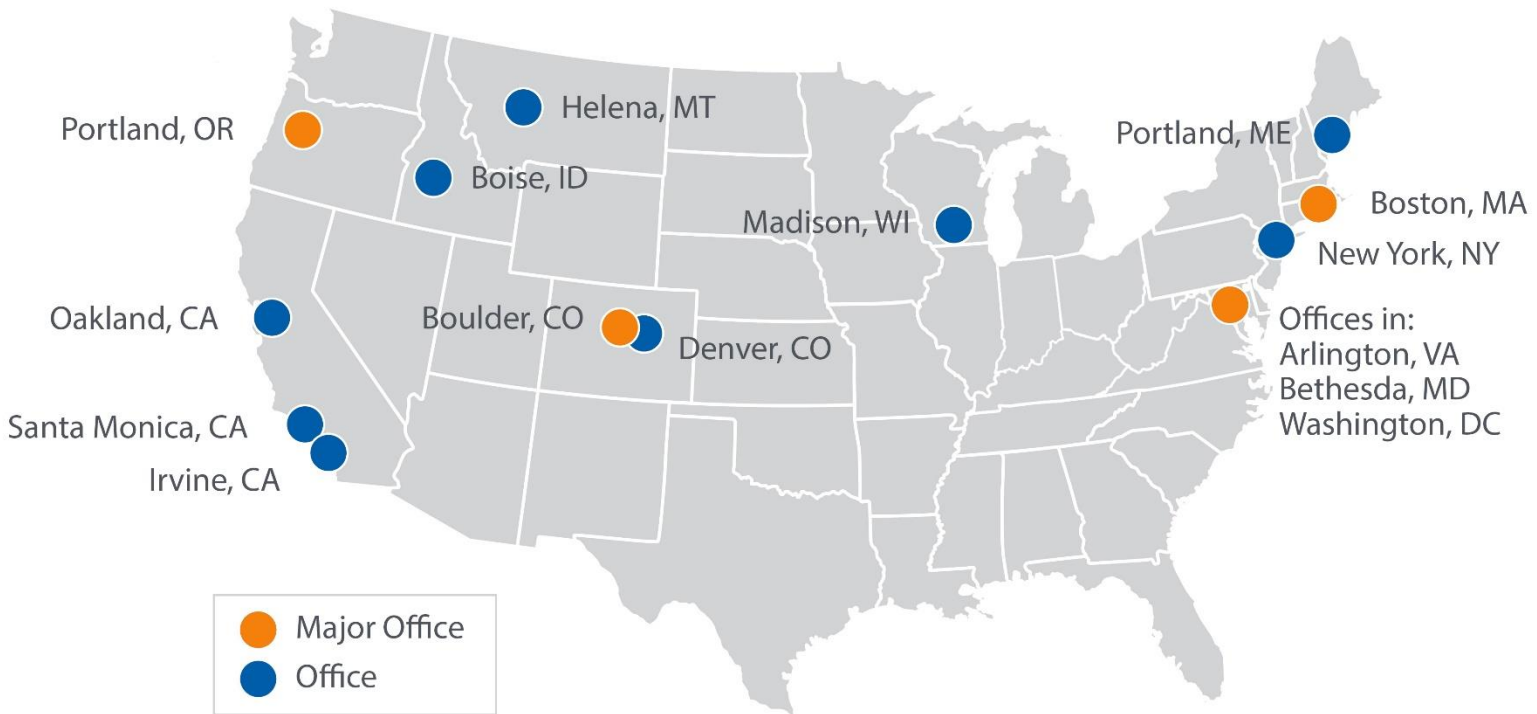 Helena, MT
Portland, OR
Portland, ME
Boise, ID
Boston, MA
Madison, WI
New York, NY
Oakland, CA
Boulder, CO
Denver, CO
Offices in:
Arlington, VA
Bethesda, MD
Washington, DC
Santa Monica, CA
Irvine, CA
Major Office
Office